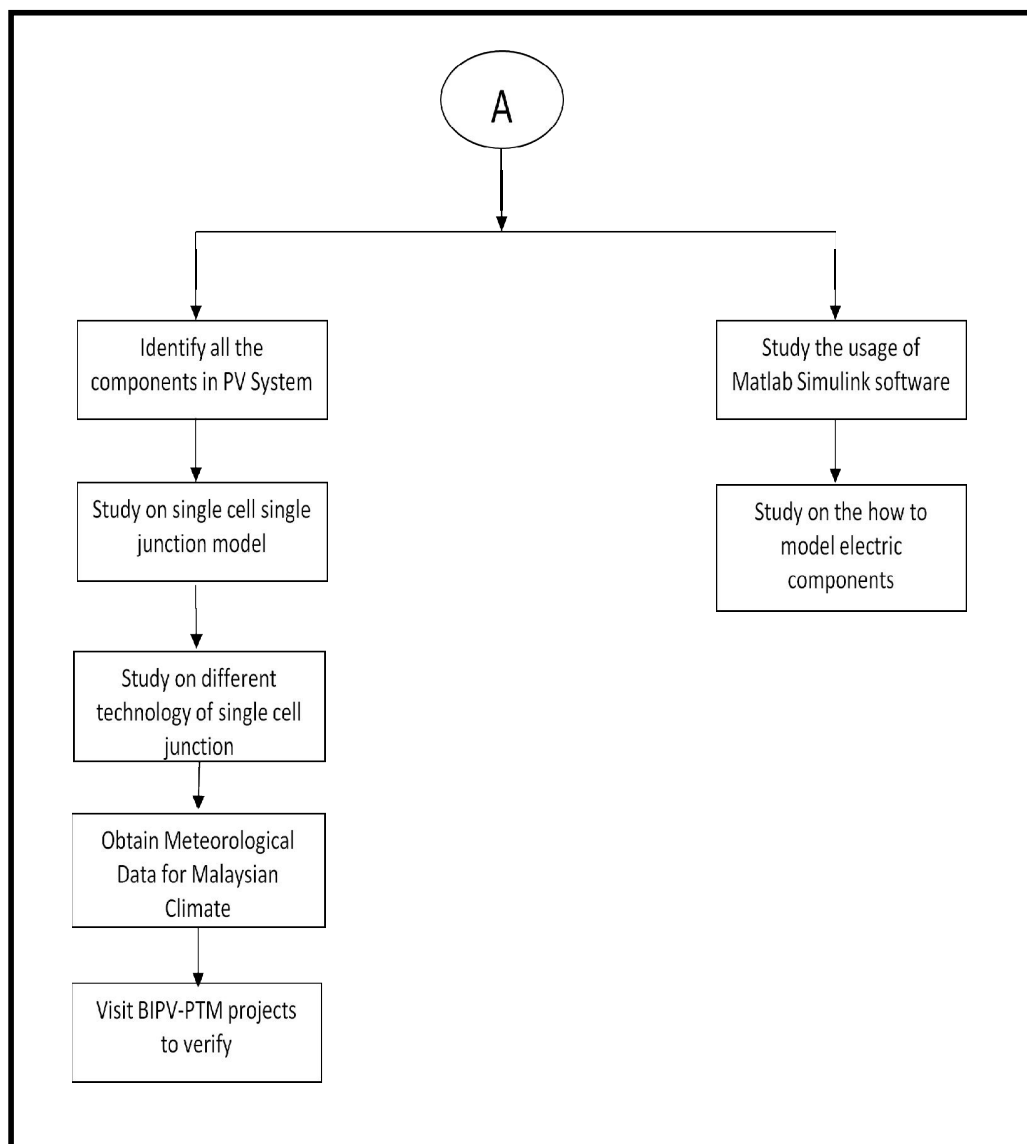 A
Identify all the
components in PV System
Study on single cell single
junction model
Study on different
technology of single cell
junction
Obtain Meteorological
Data for Malaysian
Climate
Visit BIPV-PTM projects
to verify
Study the usage of
Matlab Simulink software
Study on the how to
model electric
components